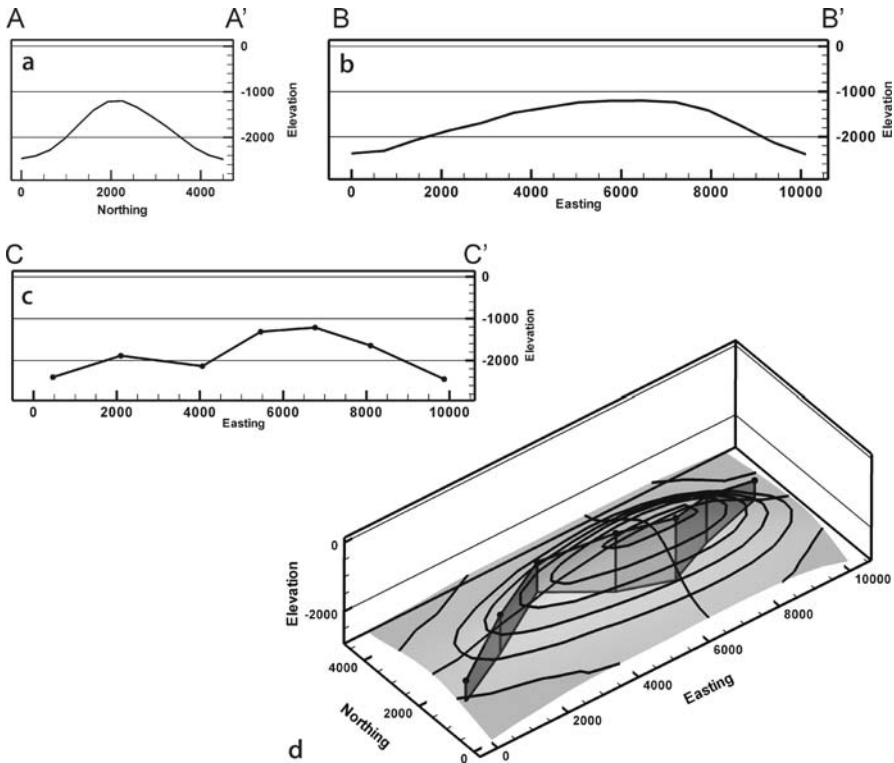 A A' B B'
a 0 b 0
-1000 -1000
-2000 -2000
Elevation Elevation
0 2000 4000 0 2000 4000 6000 8000 10000
Northing Easting
C C'
c 0
-1000
-2000
Elevation
0 2000 4000 6000 8000 10000
Easting
0
Elevation
-2000
4000
2000
0
Northing
0
2000
4000
6000
8000
10000
Easting
d